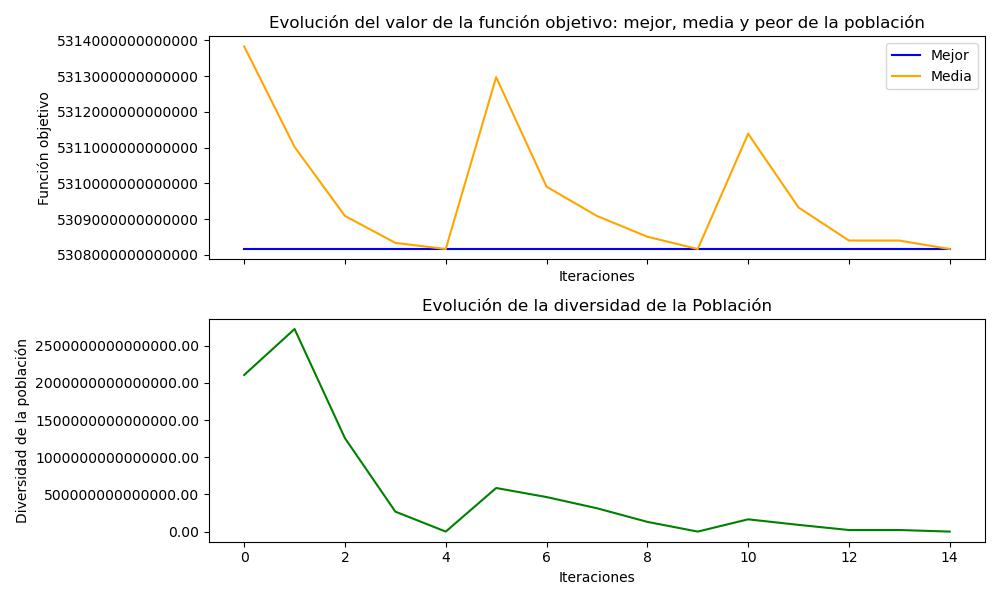 Evolución del valor de la función objetivo: mejor, media y peor de la población
Función objetivo
5314000000000000
5313000000000000
5312000000000000
5311000000000000
5310000000000000
5309000000000000
5308000000000000
Mejor
Media
Iteraciones
Evolución de la diversidad de la Población
Diversidad de la población
2500000000000000.00
2000000000000000.00
1500000000000000.00
1000000000000000.00
500000000000000.00
0.00
0 2 4 6 8 10 12 14
Iteraciones